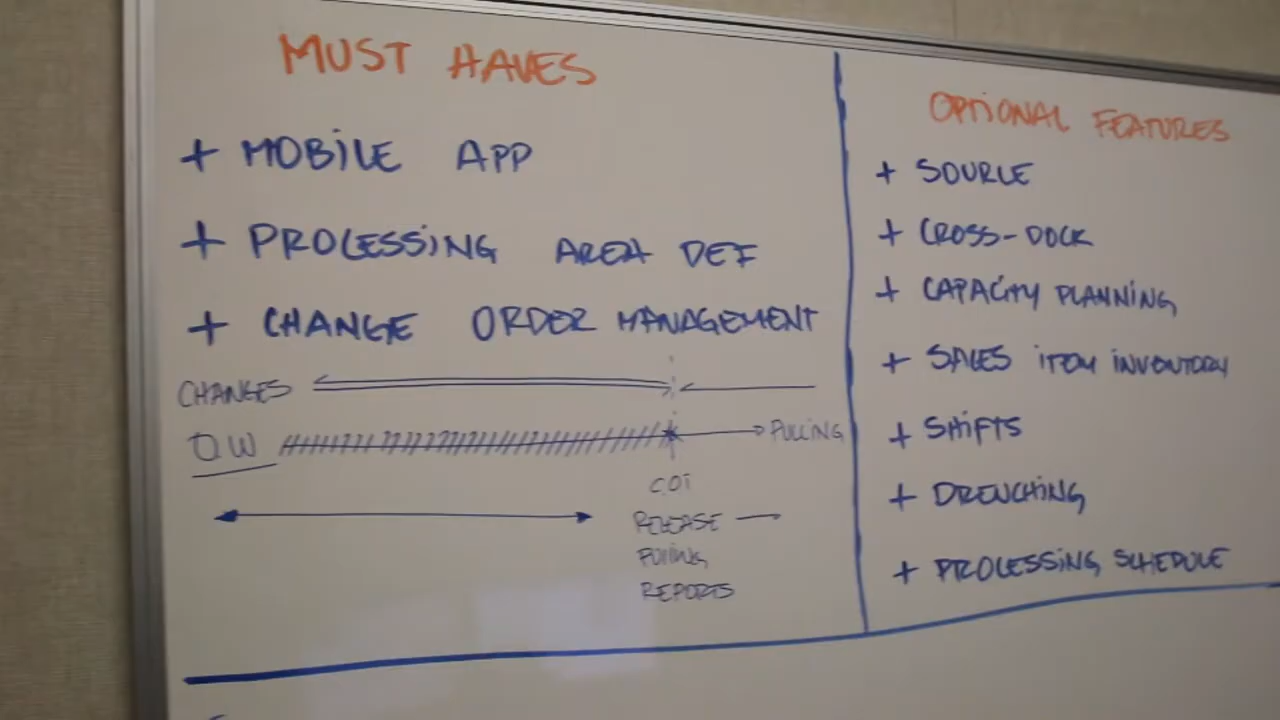 MUST HAVES
+ MOBILE APP
+ PROCESSING AREA DEF
+ CHANGE ORDER MANAGEMENT
CHANGES
OW
PULLING
COI
RELEASE
PULLING
REPORTS
OPTIONAL FEATURES
+ SOURCE
+ CROSS-DOCK
+ CAPACITY PLANNING
+ SALES ITEM INVENTORY
+ SHIFTS
+ DRENCHING
+ PROCESSING SCHEDULE